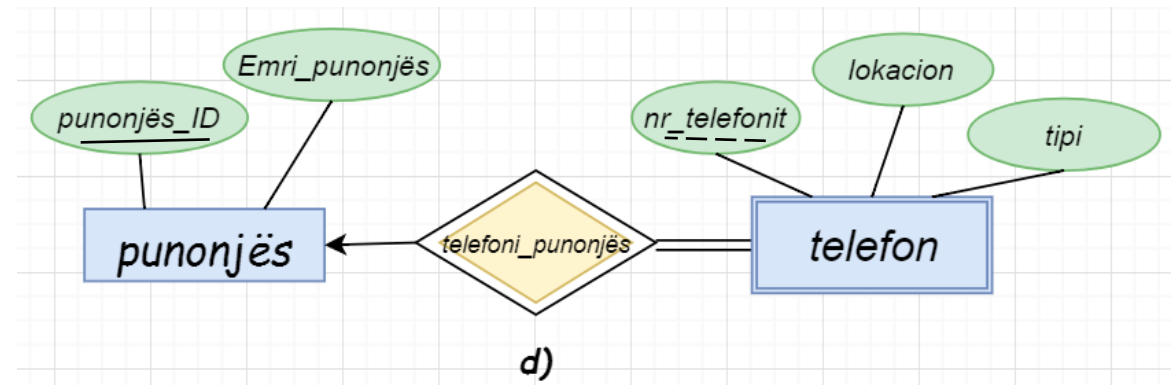 Emri_punonjës
punonjës_ID
lokacion
nr_telefonit
tipi
punonjës
telefoni_punonjës
telefon
d)